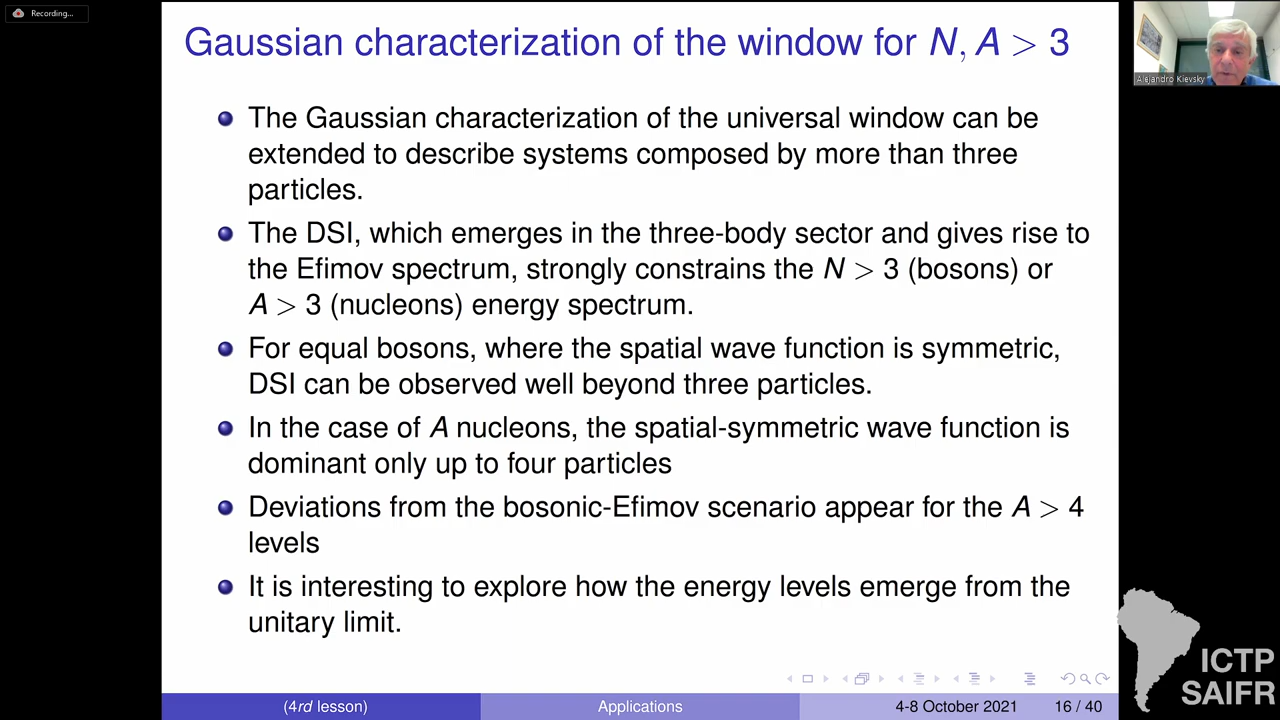 Recording...
Gaussian characterization of the window for N, A > 3
Alejandro Kievsky
The Gaussian characterization of the universal window can be
extended to describe systems composed by more than three
particles.
The DSI, which emerges in the three-body sector and gives rise to
the Efimov spectrum, strongly constrains the N > 3 (bosons) or
A > 3 (nucleons) energy spectrum.
For equal bosons, where the spatial wave function is symmetric,
DSI can be observed well beyond three particles.
In the case of A nucleons, the spatial-symmetric wave function is
dominant only up to four particles
Deviations from the bosonic-Efimov scenario appear for the A > 4
levels
It is interesting to explore how the energy levels emerge from the
unitary limit.
ICTP
SAIFR
(4rd lesson) Applications 4-8 October 2021 16 / 40